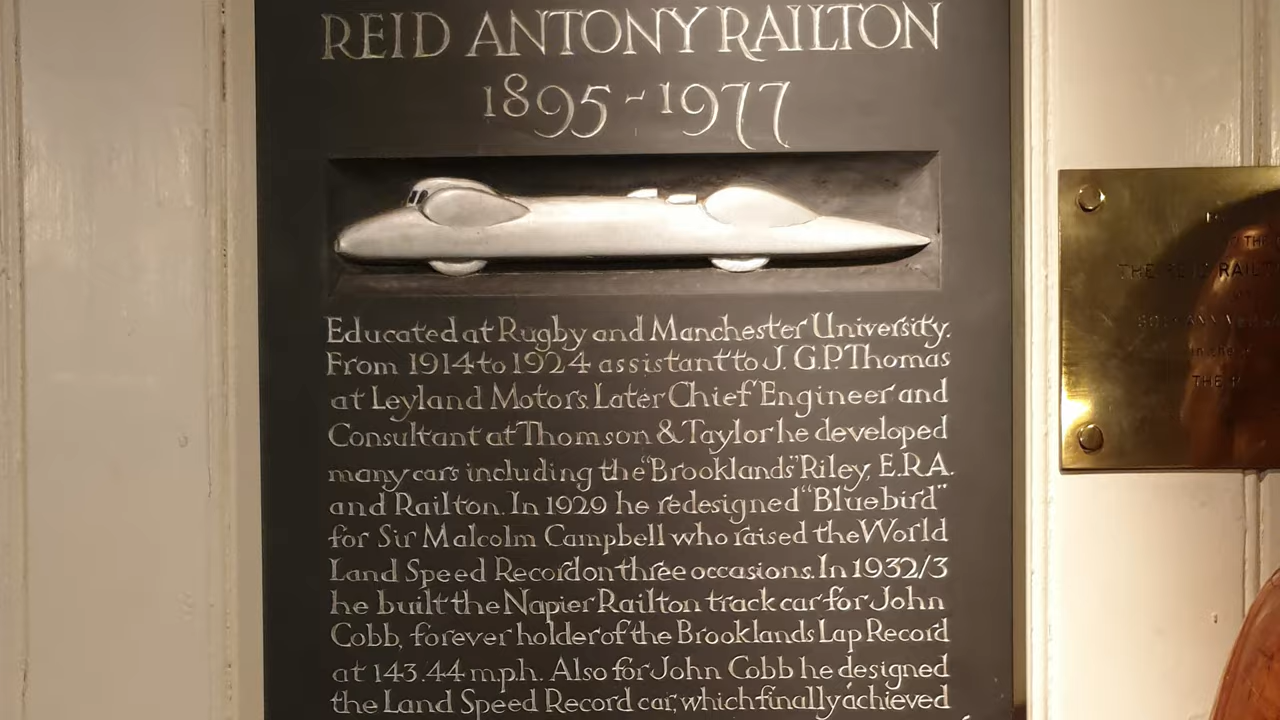 REID ANTONY RAILTON
1895-1977
Educated at Rugby and Manchester University.
From 1914 to 1924 assistant to J. G.P. Thomas
at Leyland Motors. Later Chief Engineer and
Consultant at Thomson & Taylor he developed
many cars including the "Brooklands" Riley, E.R.A.
and Railton. In 1929 he redesigned "Bluebird"
for Sir Malcolm Campbell who raised the World
Land Speed Record on three occasions. In 1932/3
he built the Napier Railton track car for John
Cobb, forever holder of the Brooklands Lap Record
at 143.44 m.p.h. Also for John Cobb he designed
the Land Speed Record car, which finally achieved
THE
THE REID RAILT
THE R